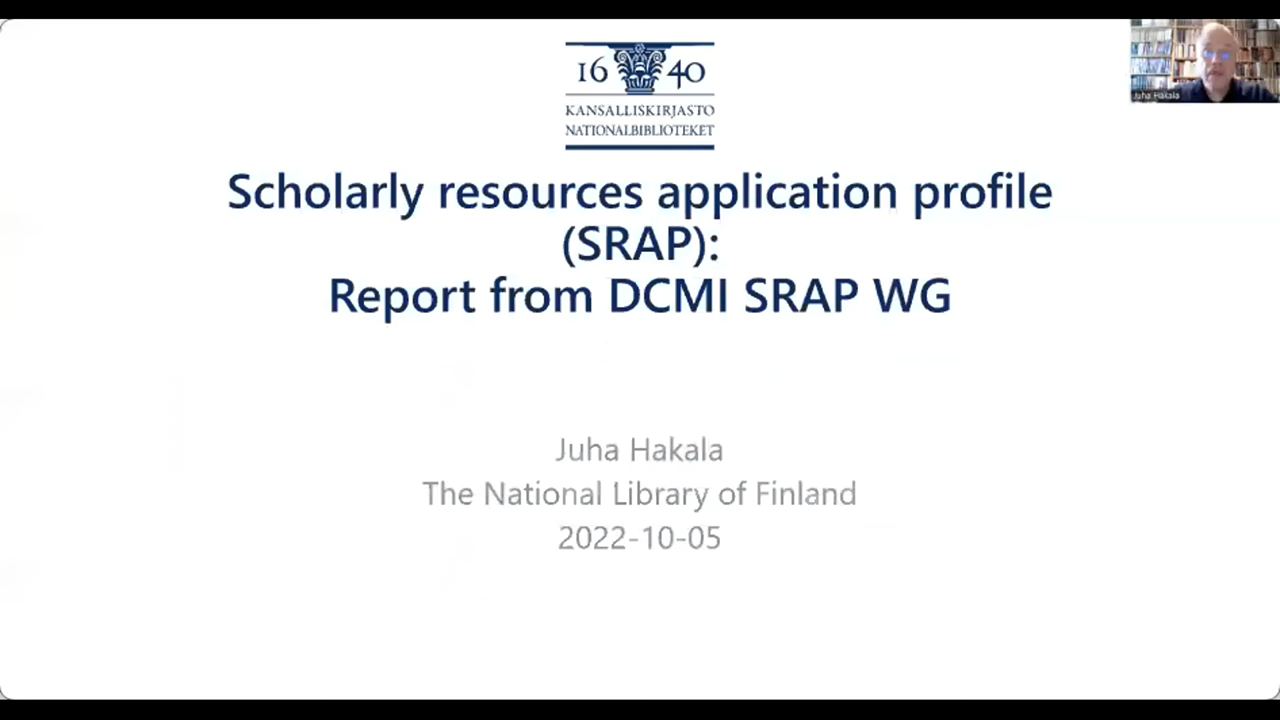 16 40
KANSALLISKIRJASTO
NATIONALBIBLIOTEKET
Juha Hakala
Scholarly resources application profile
(SRAP):
Report from DCMI SRAP WG
Juha Hakala
The National Library of Finland
2022-10-05